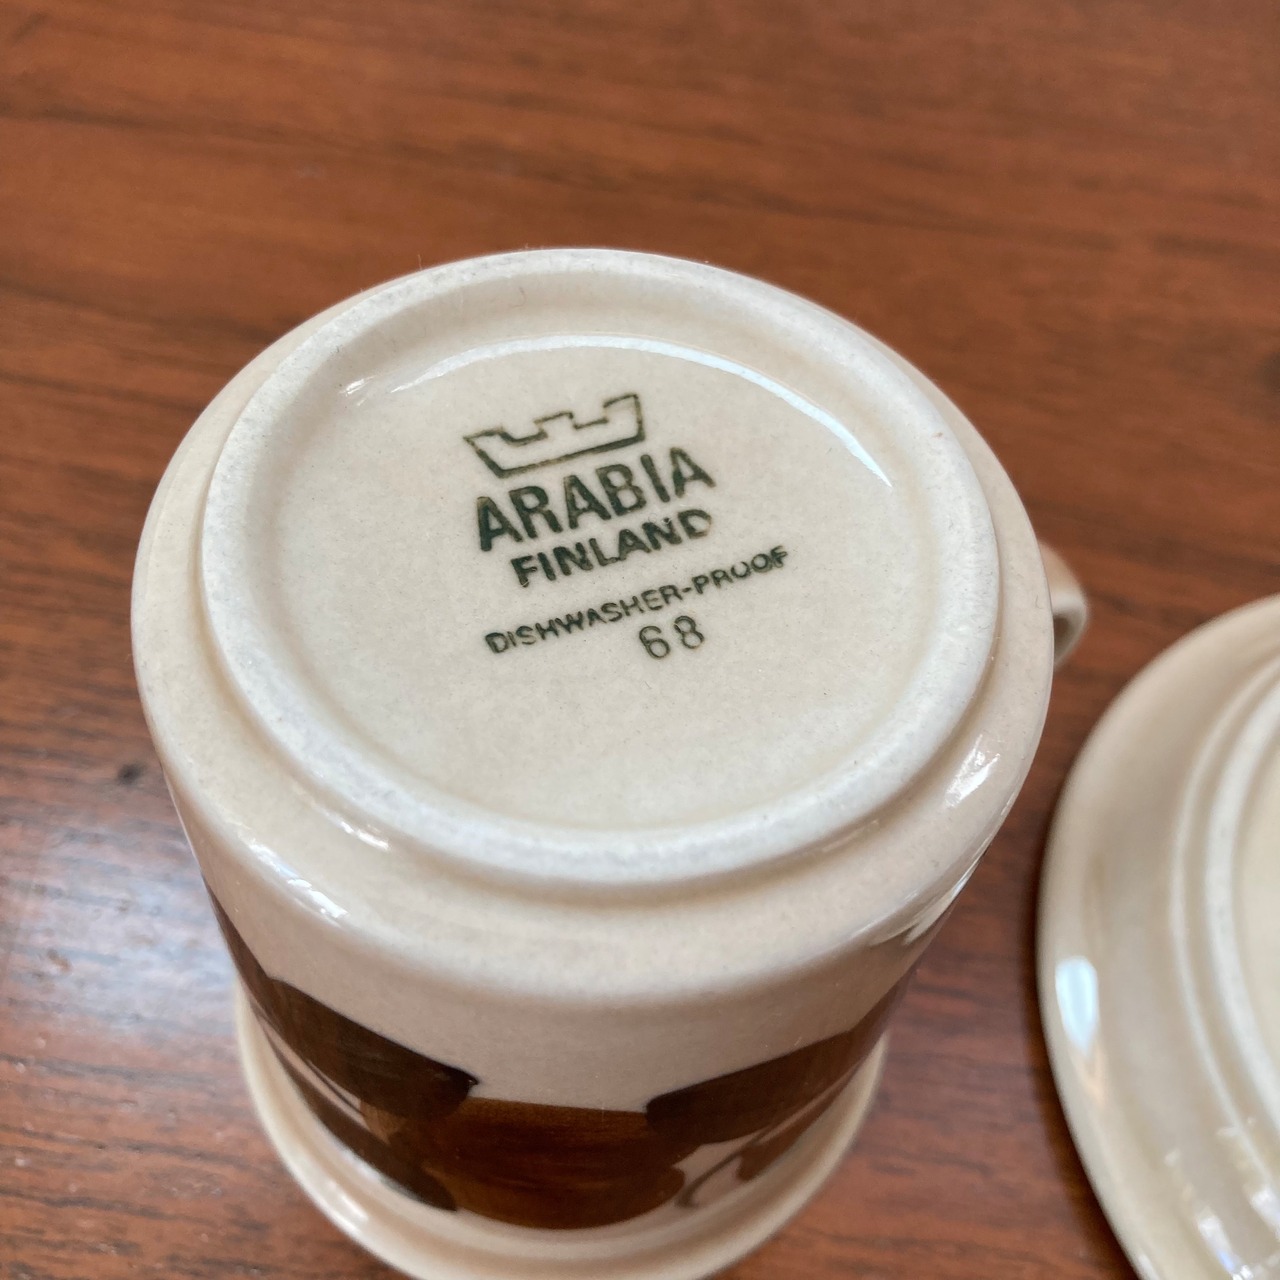 ARABIA
FINLAND
DISHWASHER-PROOF
68